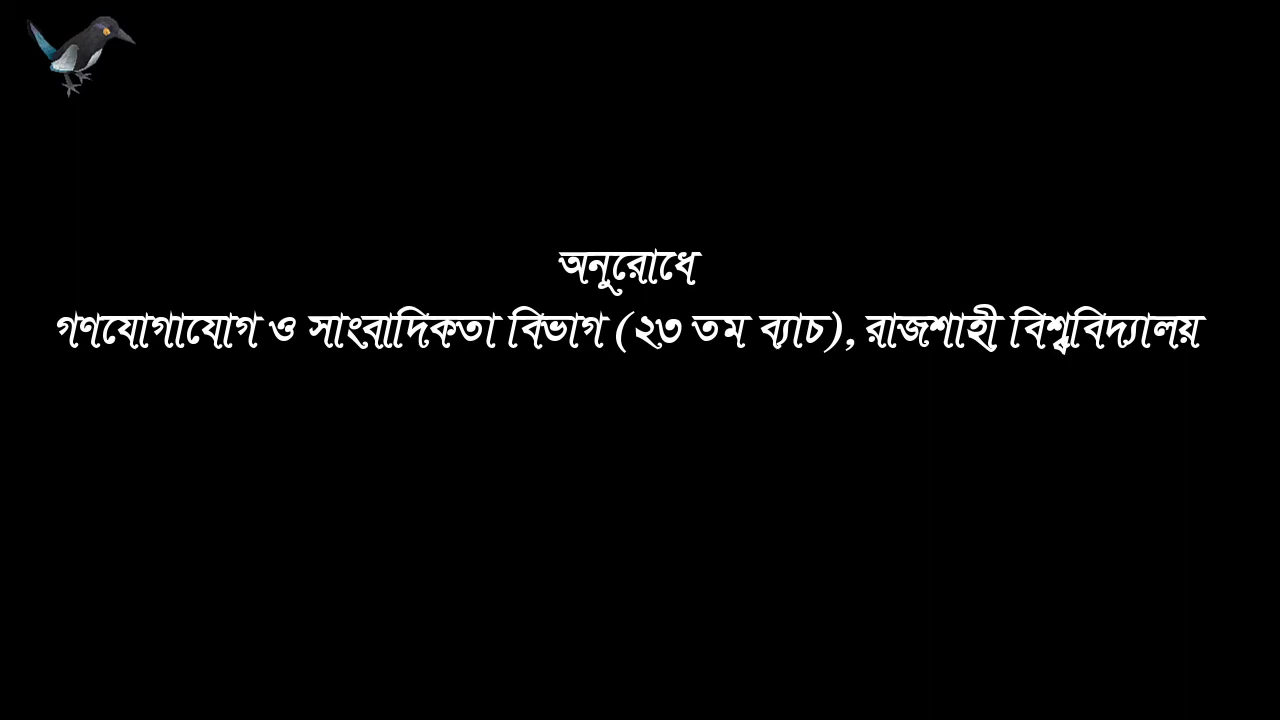 অনুরোধে
গণযোগাযোগ ও সাংবাদিকতা বিভাগ (২৩ তম ব্যাচ), রাজশাহী বিশ্ববিদ্যালয়